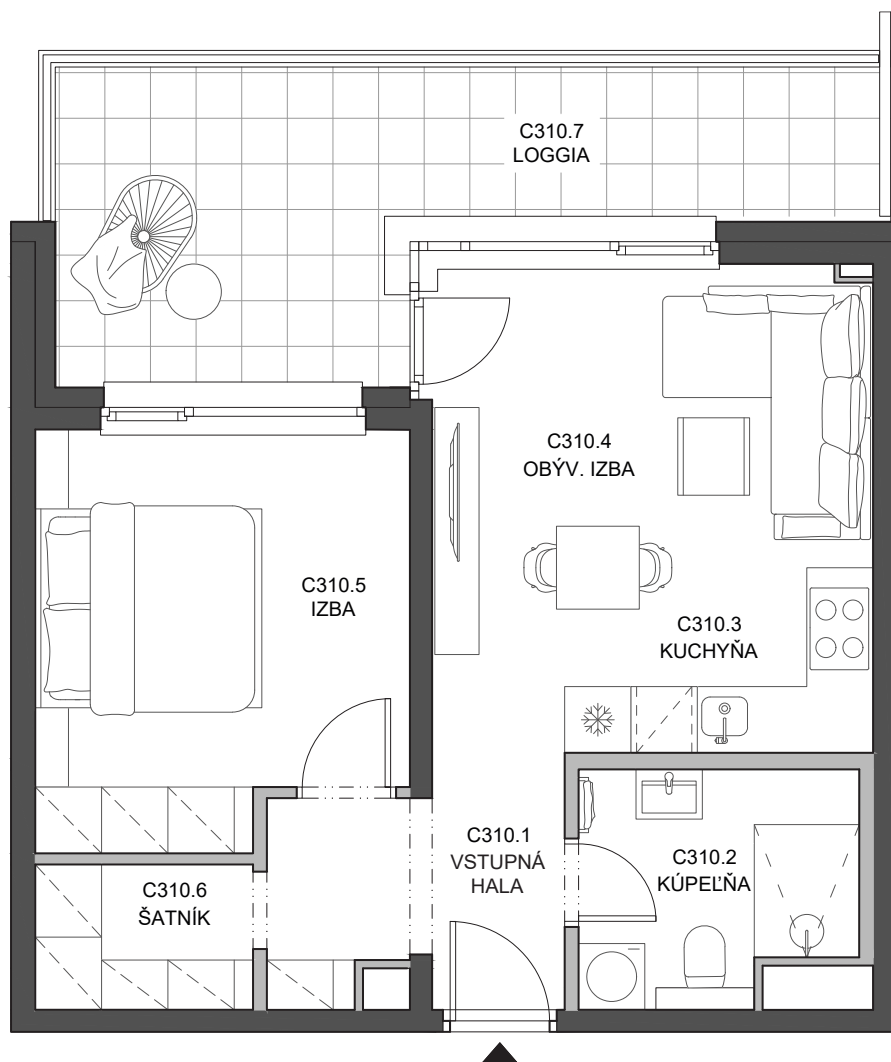 C310.7
LOGGIA
C310.4
OBÝV. IZBA
C310.5
IZBA
C310.3
KUCHYŇA
C310.1
VSTUPNÁ
HALA
C310.2
KÚPEĽŇA
C310.6
ŠATNÍK